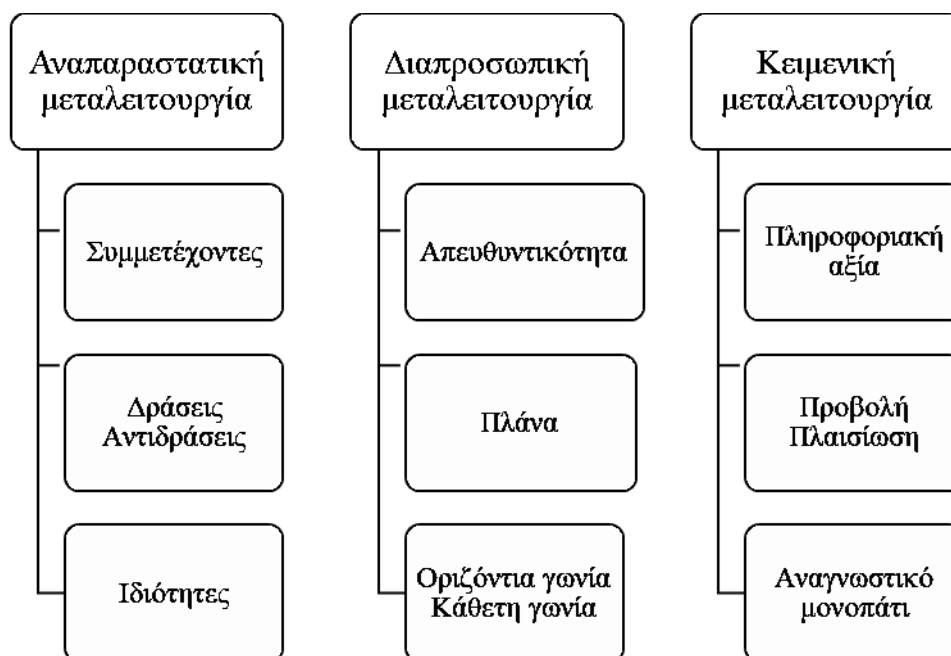 Αναπαραστατική
μεταλειτουργία
Συμμετέχοντες
Δράσεις
Αντιδράσεις
Ιδιότητες
Διαπροσωπική
μεταλειτουργία
Απευθυντικότητα
Πλάνα
Οριζόντια γωνία
Κάθετη γωνία
Κειμενική
μεταλειτουργία
Πληροφοριακή
αξία
Προβολή
Πλαισίωση
Αναγνωστικό
μονοπάτι